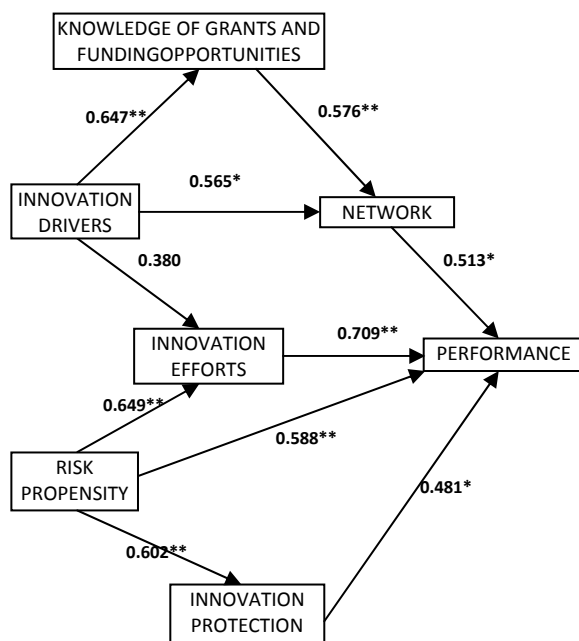 KNOWLEDGE OF GRANTS AND
FUNDINGOPPORTUNITIES
0.647**
0.576**
INNOVATION
DRIVERS
0.565*
NETWORK
0.380
0.513*
INNOVATION
EFFORTS
0.709**
PERFORMANCE
0.649**
0.588**
RISK
PROPENSITY
0.481*
0.602**
INNOVATION
PROTECTION